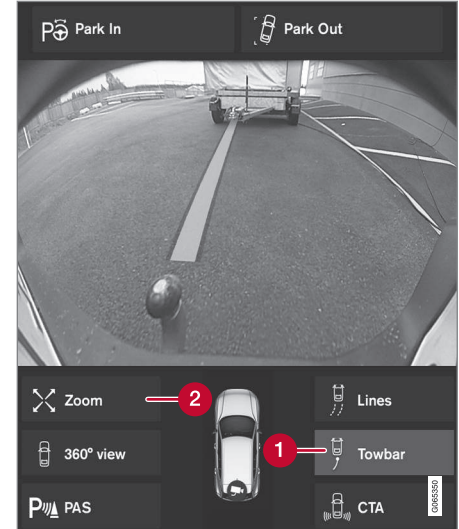 Park In
Park Out
2
Zoom
Lines
1
360° view
Towbar
PAS
CTA
G065350